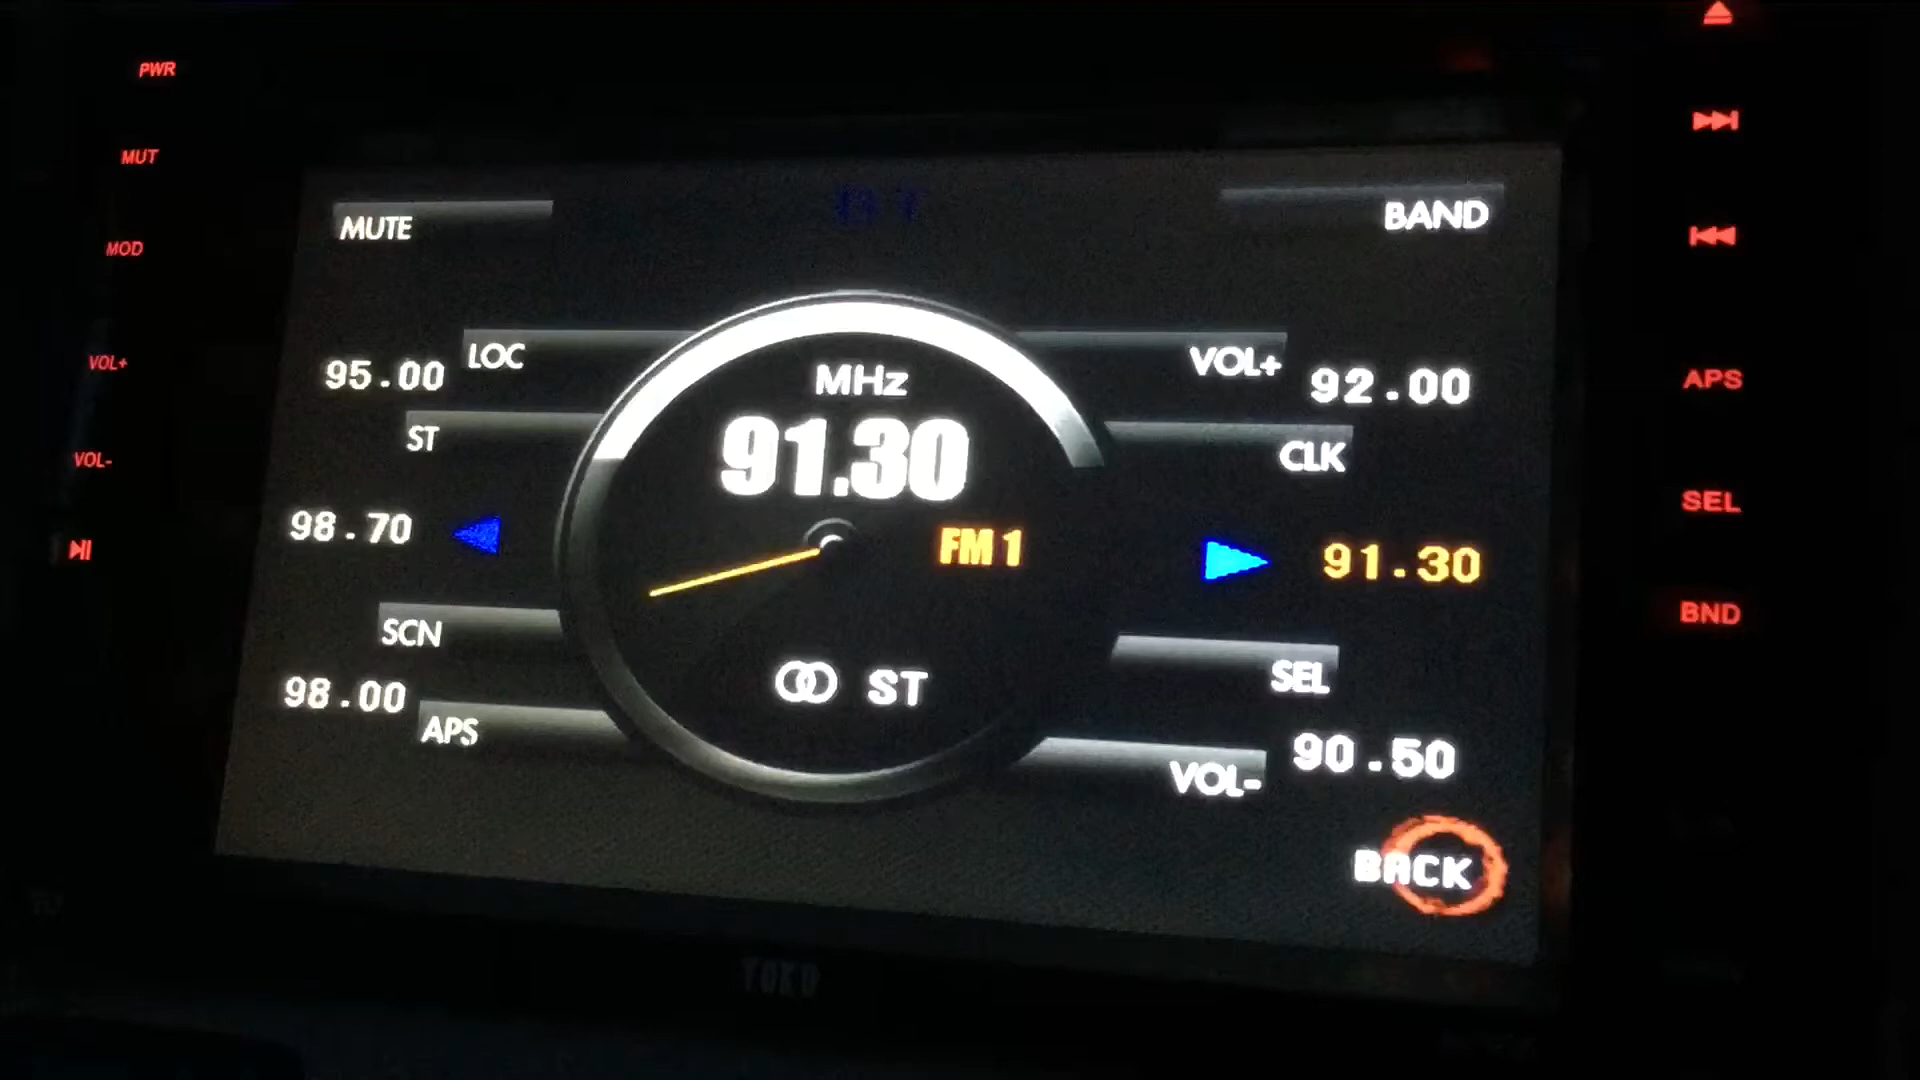 PWR
MUT
MOD
VOL+
VOL-
MUTE
BAND
LOC
95.00
ST
98.70
SCN
98.00
APS
MHz
91.30
FM 1
ST
VOL+
92.00
CLK
91.30
SEL
90.50
VOL-
BACK
APS
SEL
BND
YOKO